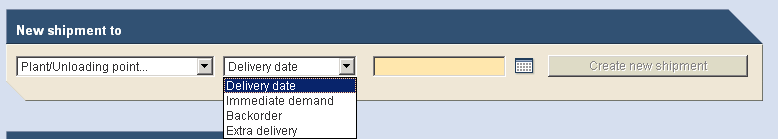 New shipment to
Plant/Unloading point... Delivery date Create new shipment
Delivery date
Immediate demand
Backorder
Extra delivery